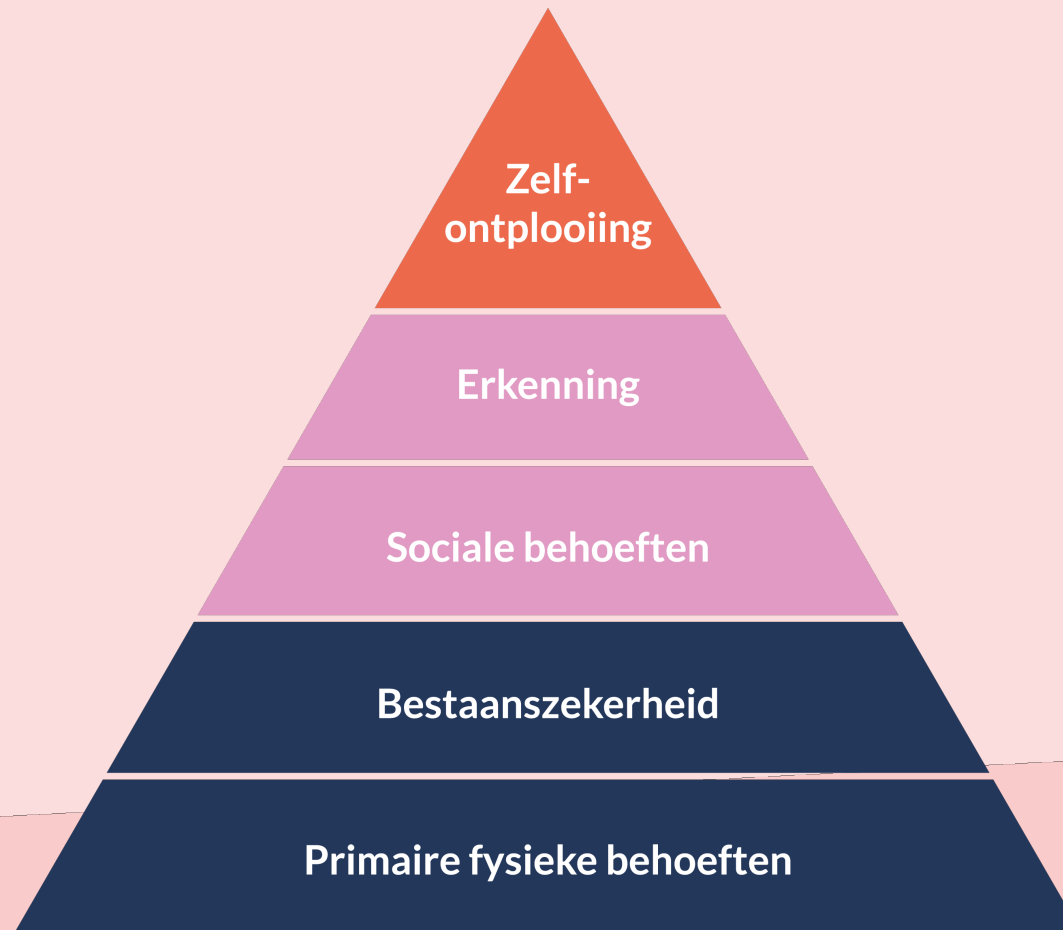 Zelf-
ontplooiing
Erkenning
Sociale behoeften
Bestaanszekerheid
Primaire fysieke behoeften